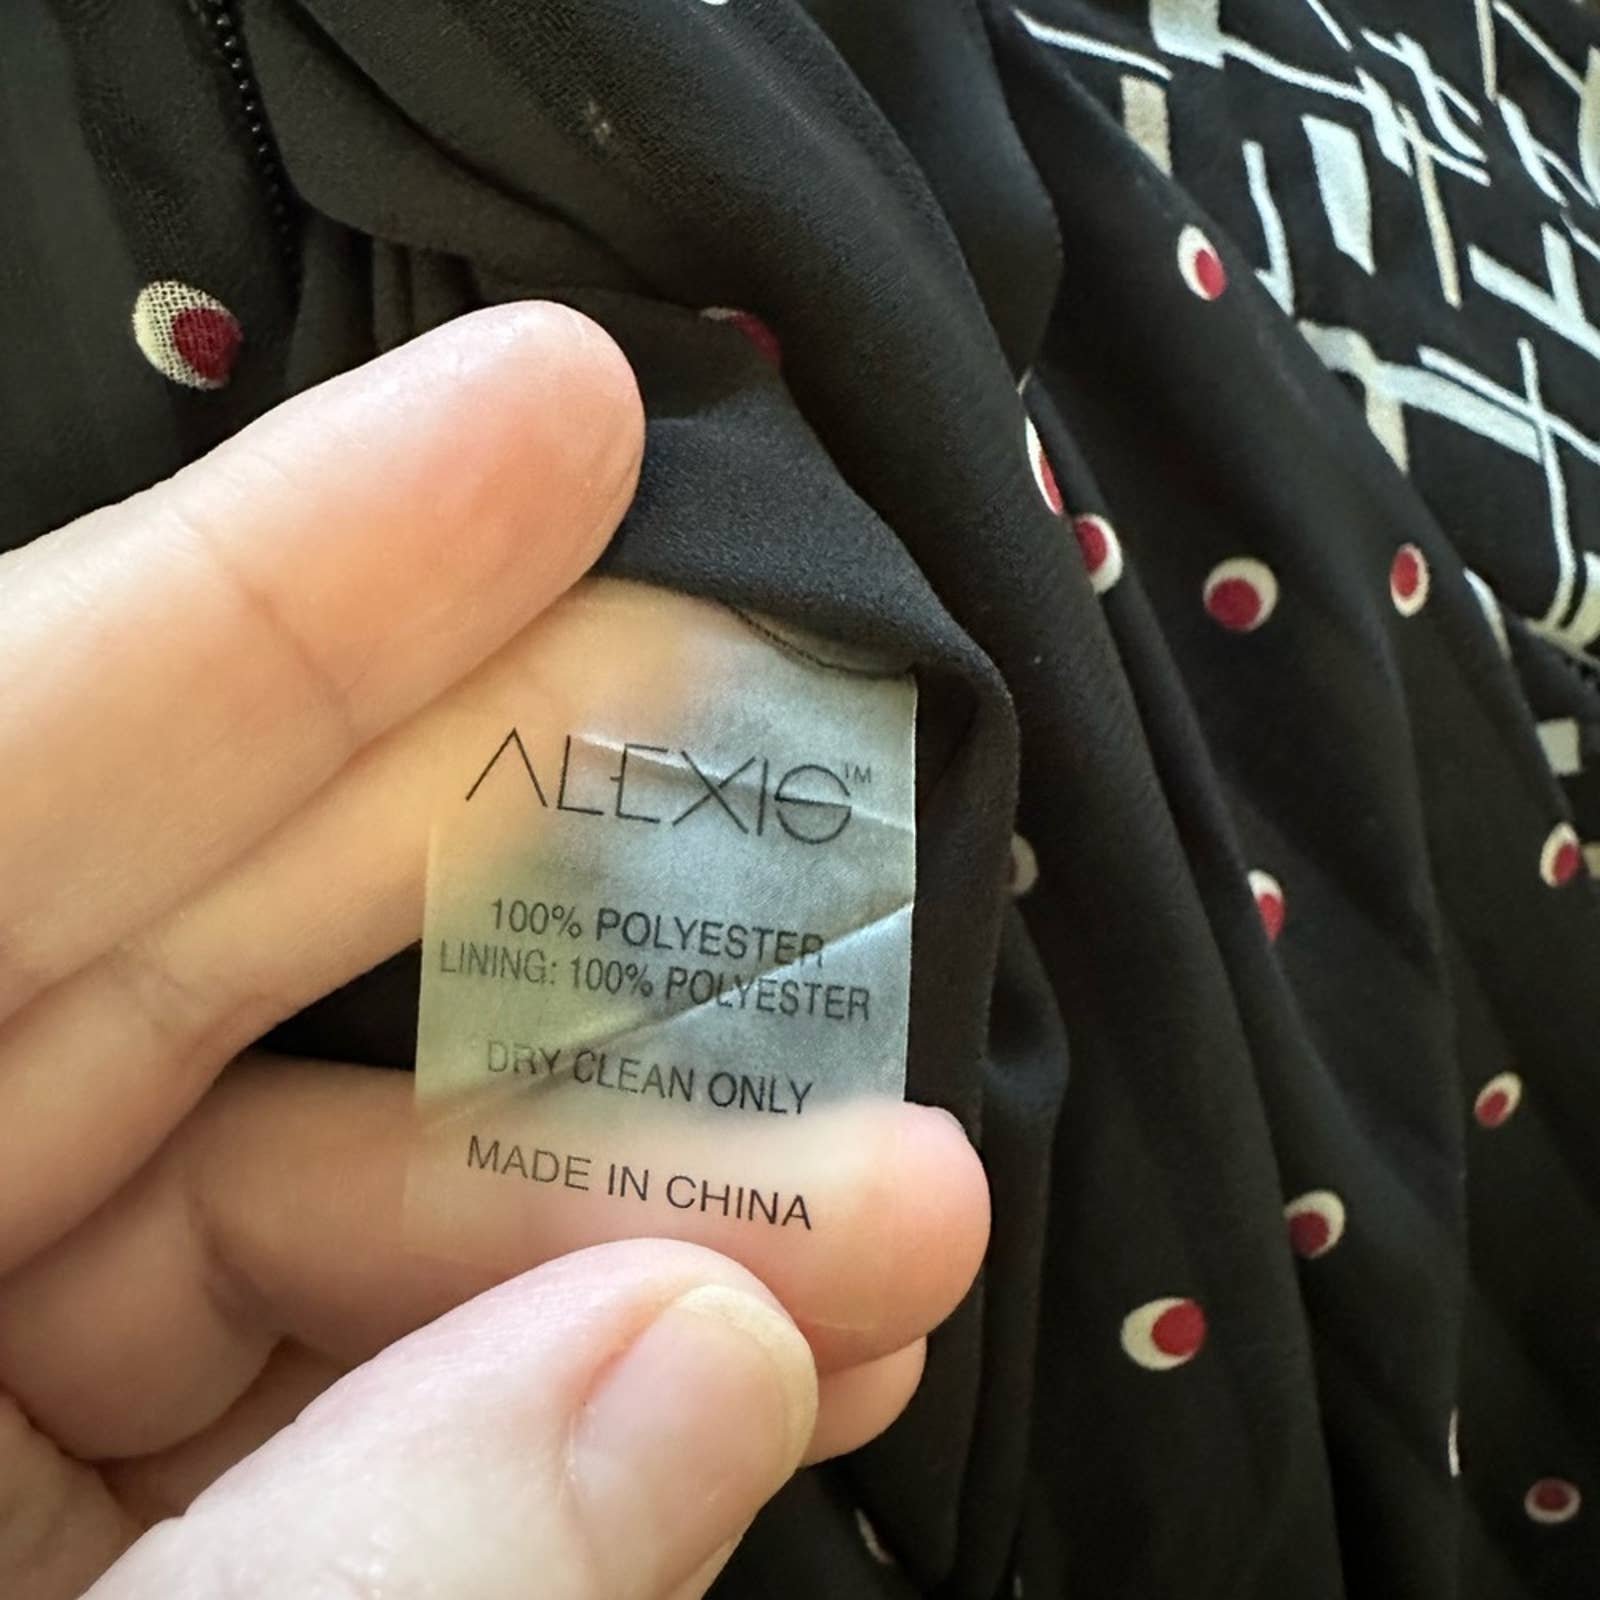 ALEXIS™
100% POLYESTER
LINING: 100% POLYESTER
DRY CLEAN ONLY
MADE IN CHINA